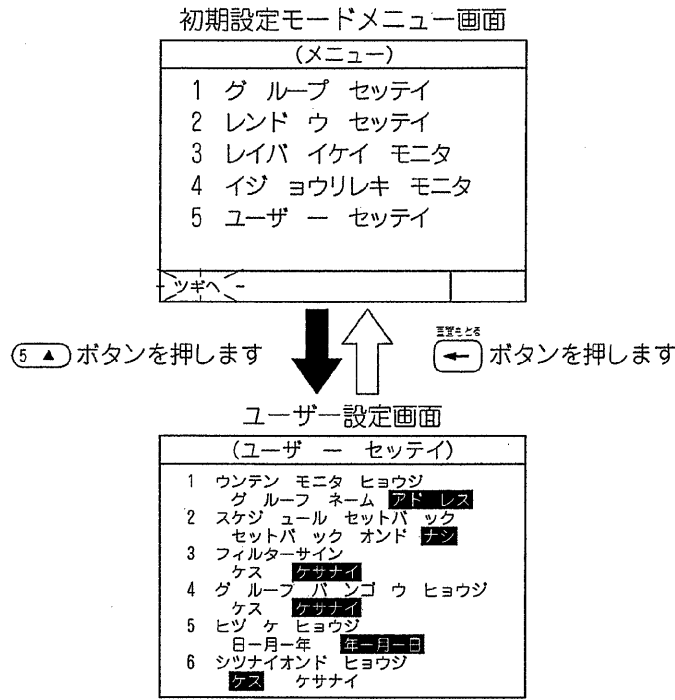 初期設定モードメニュー画面
(メニュー)
1 グ ループ セッテイ
2 レンド ウ セッテイ
3 レイバ イケイ モニタ
4 イジ ョウリレキ モニタ
5 ユーザ ー セッテイ
ツギヘ
5 ▲ ボタンを押します
画面もどる
← ボタンを押します
ユーザー設定画面
(ユーザ ー セッテイ)
1 ウンテン モニタ ヒョウジ
グ ループ ネーム アド レス
2 スケジ ュール セットバ ック
セットバ ック オンド ナシ
3 フィルターサイン
ケス ケサナイ
4 グ ループ バ ンゴ ウ ヒョウジ
ケス ケサナイ
5 ヒヅ ケ ヒョウジ
日ー月ー年 年ー月ー日
6 シツナイオンド ヒョウジ
ケス ケサナイ